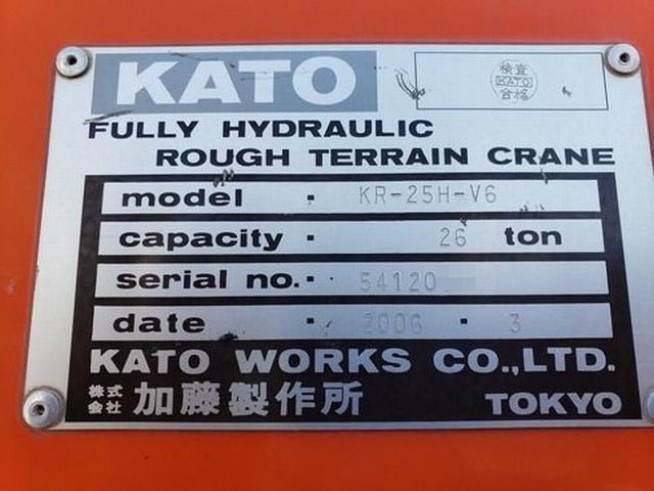 KATO
検査
KATO
合格
FULLY HYDRAULIC
ROUGH TERRAIN CRANE
model · KR-25H-V6
capacity · 26 ton
serial no. · 54120
date · 2006 · 3
KATO WORKS CO.,LTD.
株式会社 加藤製作所 TOKYO